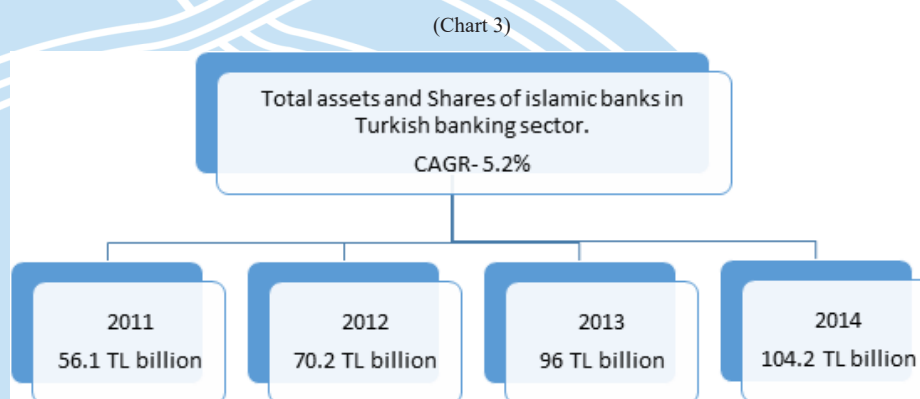 (Chart 3)
Total assets and Shares of islamic banks in
Turkish banking sector.
CAGR- 5.2%
2011
56.1 TL billion
2012
70.2 TL billion
2013
96 TL billion
2014
104.2 TL billion